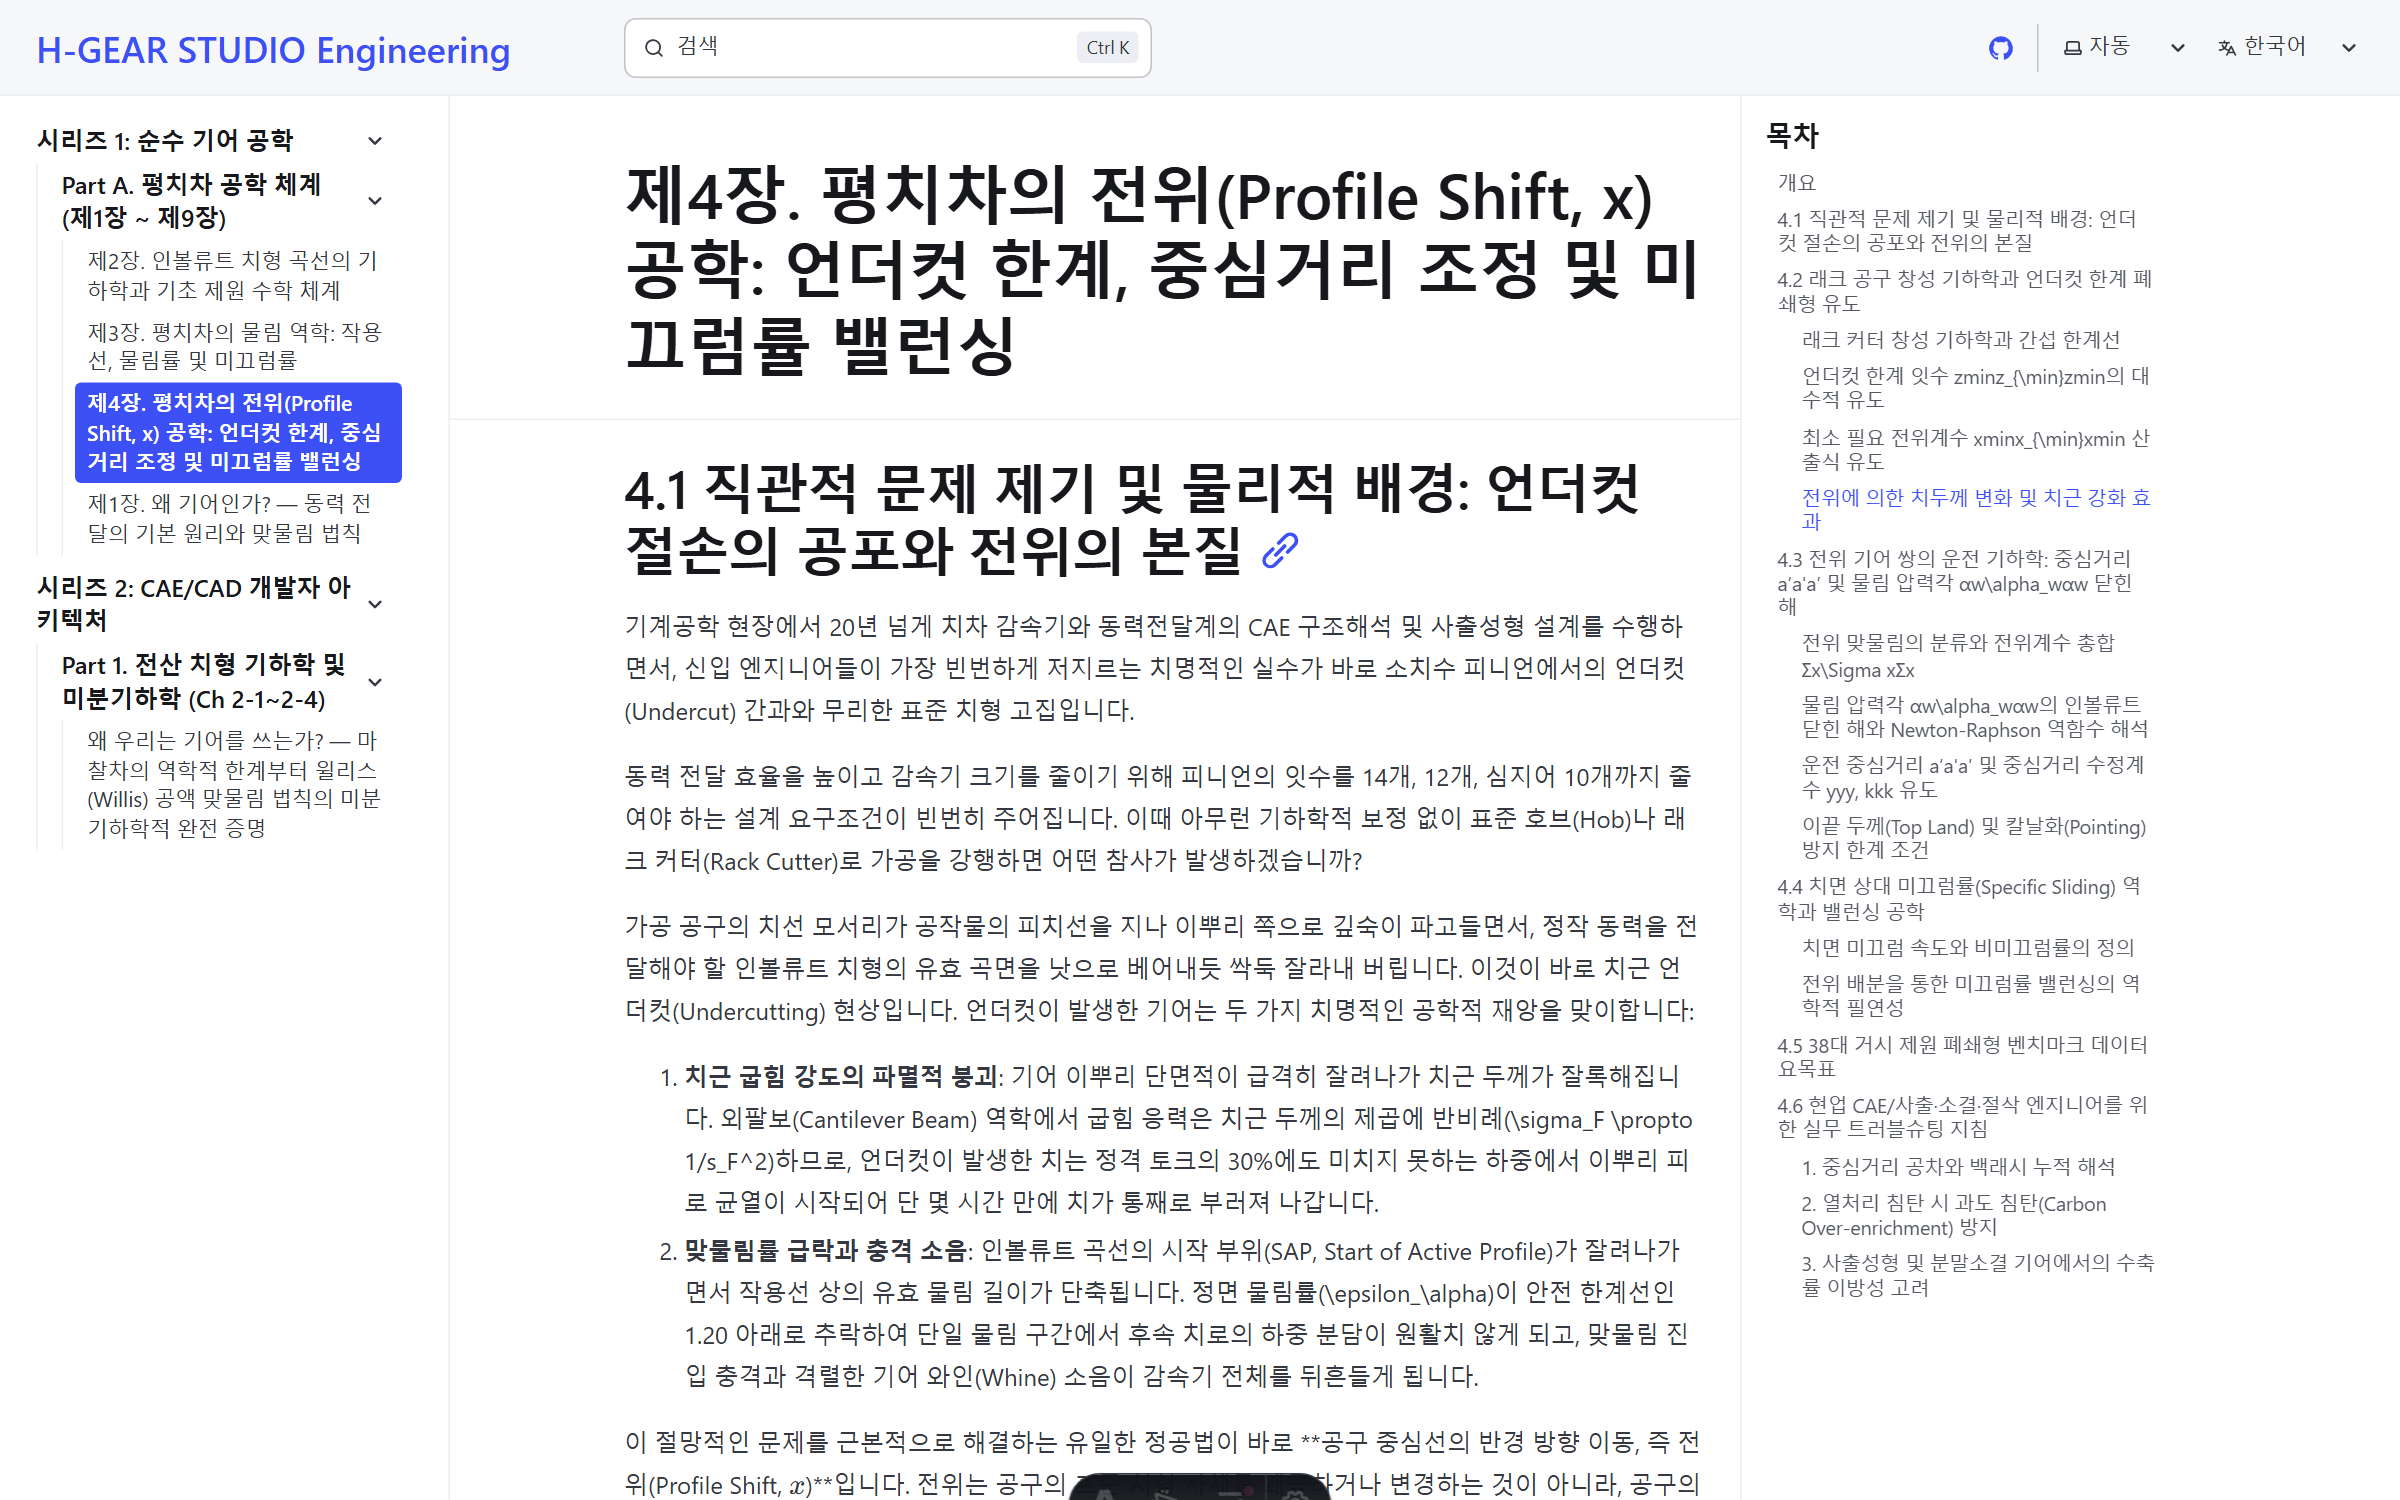 H-GEAR STUDIO Engineering
검색
Ctrl K
자동
한국어
시리즈 1: 순수 기어 공학
Part A. 평치차 공학 체계
(제1장 ~ 제9장)
제2장. 인볼류트 치형 곡선의 기
하학과 기초 제원 수학 체계
제3장. 평치차의 물림 역학: 작용
선, 물림률 및 미끄럼률
제4장. 평치차의 전위(Profile
Shift, x) 공학: 언더컷 한계, 중심
거리 조정 및 미끄럼률 밸런싱
제1장. 왜 기어인가? — 동력 전
달의 기본 원리와 맞물림 법칙
시리즈 2: CAE/CAD 개발자 아
키텍처
Part 1. 전산 치형 기하학 및
미분기하학 (Ch 2-1~2-4)
왜 우리는 기어를 쓰는가? — 마
찰차의 역학적 한계부터 윌리스
(Willis) 공액 맞물림 법칙의 미분
기하학적 완전 증명
제4장. 평치차의 전위(Profile Shift, x)
공학: 언더컷 한계, 중심거리 조정 및 미
끄럼률 밸런싱
4.1 직관적 문제 제기 및 물리적 배경: 언더컷
절손의 공포와 전위의 본질
기계공학 현장에서 20년 넘게 치차 감속기와 동력전달계의 CAE 구조해석 및 사출성형 설계를 수행하
면서, 신입 엔지니어들이 가장 빈번하게 저지르는 치명적인 실수가 바로 소치수 피니언에서의 언더컷
(Undercut) 간과와 무리한 표준 치형 고집입니다.
동력 전달 효율을 높이고 감속기 크기를 줄이기 위해 피니언의 잇수를 14개, 12개, 심지어 10개까지 줄
여야 하는 설계 요구조건이 빈번히 주어집니다. 이때 아무런 기하학적 보정 없이 표준 호브(Hob)나 래
크 커터(Rack Cutter)로 가공을 강행하면 어떤 참사가 발생하겠습니까?
가공 공구의 치선 모서리가 공작물의 피치선을 지나 이뿌리 쪽으로 깊숙이 파고들면서, 정작 동력을 전
달해야 할 인볼류트 치형의 유효 곡면을 낫으로 베어내듯 싹둑 잘라내 버립니다. 이것이 바로 치근 언
더컷(Undercutting) 현상입니다. 언더컷이 발생한 기어는 두 가지 치명적인 공학적 재앙을 맞이합니다:
1. 치근 굽힘 강도의 파멸적 붕괴: 기어 이뿌리 단면적이 급격히 잘려나가 치근 두께가 잘록해집니
다. 외팔보(Cantilever Beam) 역학에서 굽힘 응력은 치근 두께의 제곱에 반비례(\sigma_F \propto
1/s_F^2)하므로, 언더컷이 발생한 치는 정격 토크의 30%에도 미치지 못하는 하중에서 이뿌리 피
로 균열이 시작되어 단 몇 시간 만에 치가 통째로 부러져 나갑니다.
2. 맞물림률 급락과 충격 소음: 인볼류트 곡선의 시작 부위(SAP, Start of Active Profile)가 잘려나가
면서 작용선 상의 유효 물림 길이가 단축됩니다. 정면 물림률(\epsilon_\alpha)이 안전 한계선인
1.20 아래로 추락하여 단일 물림 구간에서 후속 치로의 하중 분담이 원활치 않게 되고, 맞물림 진
입 충격과 격렬한 기어 와인(Whine) 소음이 감속기 전체를 뒤흔들게 됩니다.
이 절망적인 문제를 근본적으로 해결하는 유일한 정공법이 바로 **공구 중심선의 반경 방향 이동, 즉 전
위(Profile Shift, x)**입니다. 전위는 공구의 하거나 변경하는 것이 아니라, 공구의
목차
개요
4.1 직관적 문제 제기 및 물리적 배경: 언더
컷 절손의 공포와 전위의 본질
4.2 래크 공구 창성 기하학과 언더컷 한계 폐
쇄형 유도
래크 커터 창성 기하학과 간섭 한계선
언더컷 한계 잇수 zminz_{\min}zmin의 대
수적 유도
최소 필요 전위계수 xminx_{\min}xmin 산
출식 유도
전위에 의한 치두께 변화 및 치근 강화 효
과
4.3 전위 기어 쌍의 운전 기하학: 중심거리
a′a'a′ 및 물림 압력각 αw\alpha_wαw 닫힌
해
전위 맞물림의 분류와 전위계수 총합
Σx\Sigma xΣx
물림 압력각 αw\alpha_wαw의 인볼류트
닫힌 해와 Newton-Raphson 역함수 해석
운전 중심거리 a′a'a′ 및 중심거리 수정계
수 yyy, kkk 유도
이끝 두께(Top Land) 및 칼날화(Pointing)
방지 한계 조건
4.4 치면 상대 미끄럼률(Specific Sliding) 역
학과 밸런싱 공학
치면 미끄럼 속도와 비미끄럼률의 정의
전위 배분을 통한 미끄럼률 밸런싱의 역
학적 필연성
4.5 38대 거시 제원 폐쇄형 벤치마크 데이터
요목표
4.6 현업 CAE/사출·소결·절삭 엔지니어를 위
한 실무 트러블슈팅 지침
1. 중심거리 공차와 백래시 누적 해석
2. 열처리 침탄 시 과도 침탄(Carbon
Over-enrichment) 방지
3. 사출성형 및 분말소결 기어에서의 수축
률 이방성 고려